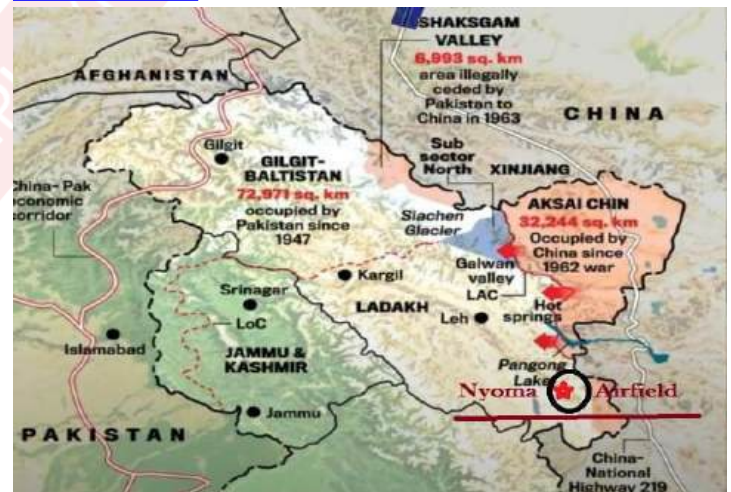 SHAKSGAM
VALLEY
6,993 sq. km
area illegally
ceded by
Pakistan to
China in 1963
AFGHANISTAN
CHINA
Gilgit
GILGIT-
BALTISTAN
72,971 sq. km
occupied by
Pakistan since
1947
Sub
sector
North
XINJIANG
China- Pak
economic
corridor
Siachen
Glacier
AKSAI CHIN
32,244 sq. km
Occupied by
China since
1962 war
Galwan
valley
LAC
Hot
springs
Kargil
Srinagar
LoC
LADAKH
Leh
Islamabad
JAMMU &
KASHMIR
Pangong
Lake
Nyoma Airfield
Jammu
PAKISTAN
China-
National
Highway 219